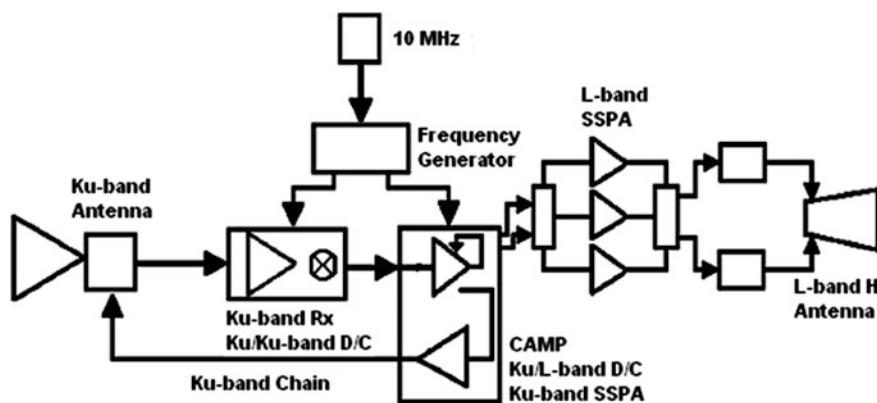 10 MHz
L-band
SSPA
Frequency
Generator
Ku-band
Antenna
L-band H
Antenna
Ku-band Rx
Ku/Ku-band D/C
CAMP
Ku/L-band D/C
Ku-band SSPA
Ku-band Chain